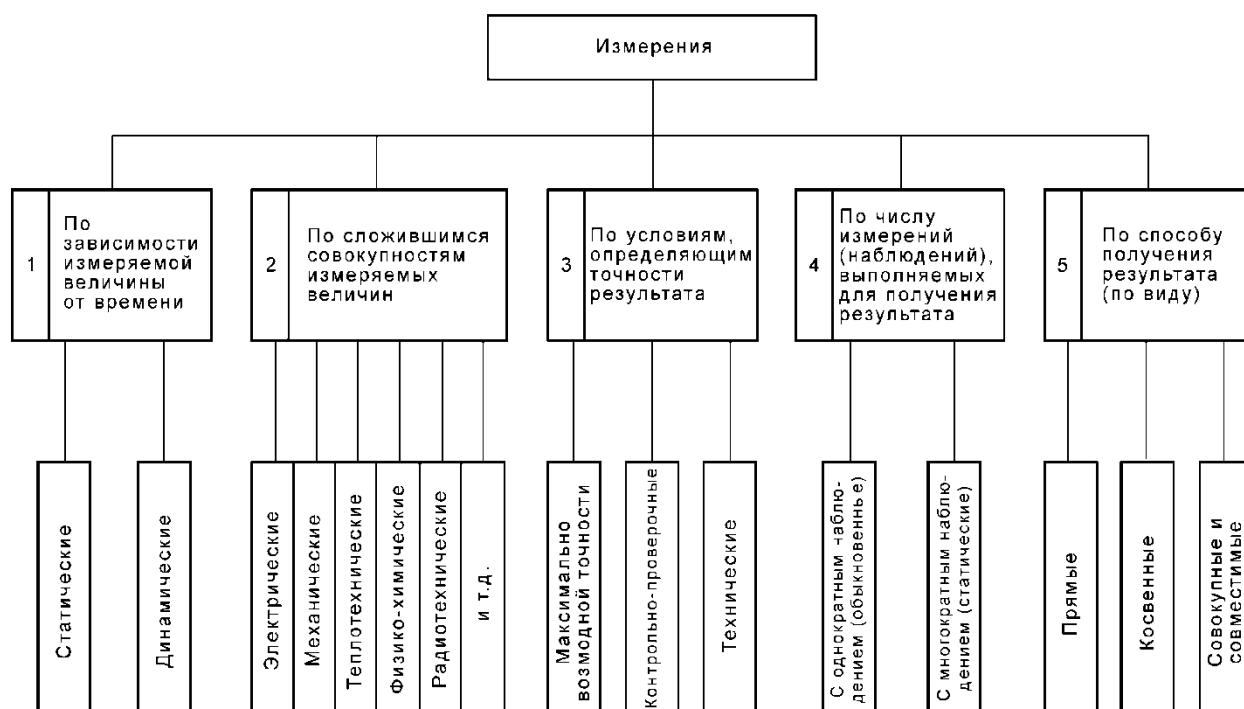 Измерения
1
По
зависимости
измеряемой
величины
от времени
2
По сложившимся
совокупностям
измеряемых
величин
3
По условиям,
определяющим
точности
результата
4
По числу
измерений
(наблюдений),
выполняемых
для получения
результата
5
По способу
получения
результата
(по виду)
Статические
Динамические
Электрические
Механические
Теплотехнические
Физико-химические
Радиотехнические
и т.д.
Максимально
возмодной точности
Контрольно-проверочные
Технические
С однократным наблю-
дением (обыкновенные)
С многократным наблю-
дением (статические)
Прямые
Косвенные
Совокупные и
совместимые